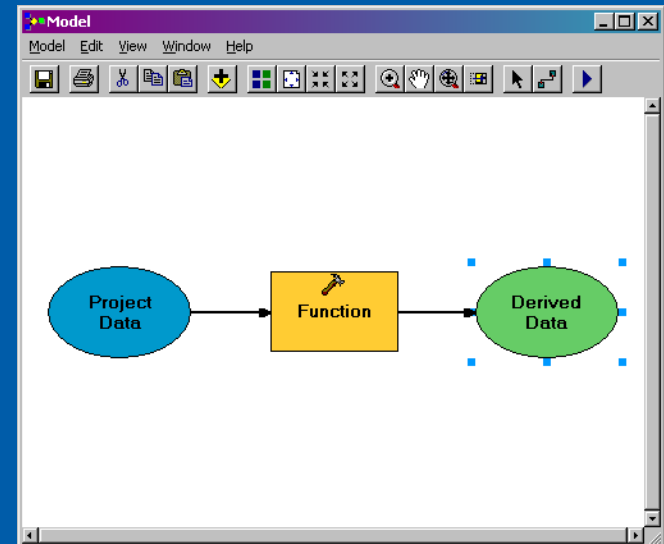 Model
Model Edit View Window Help
Project
Data
Function
Derived
Data